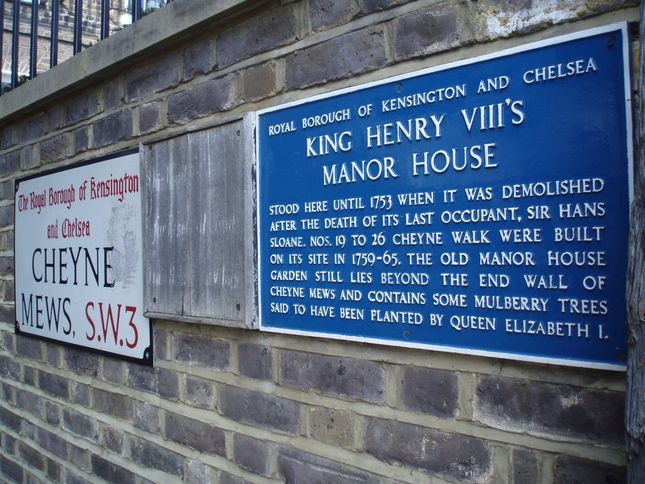 The Royal Borough of Kensington
and Chelsea
CHEYNE
MEWS, S.W.3
ROYAL BOROUGH OF KENSINGTON AND CHELSEA
KING HENRY VIII'S
MANOR HOUSE
STOOD HERE UNTIL 1753 WHEN IT WAS DEMOLISHED
AFTER THE DEATH OF ITS LAST OCCUPANT, SIR HANS
SLOANE. NOS. 19 TO 26 CHEYNE WALK WERE BUILT
ON ITS SITE IN 1759-65. THE OLD MANOR HOUSE
GARDEN STILL LIES BEYOND THE END WALL OF
CHEYNE MEWS AND CONTAINS SOME MULBERRY TREES
SAID TO HAVE BEEN PLANTED BY QUEEN ELIZABETH I.